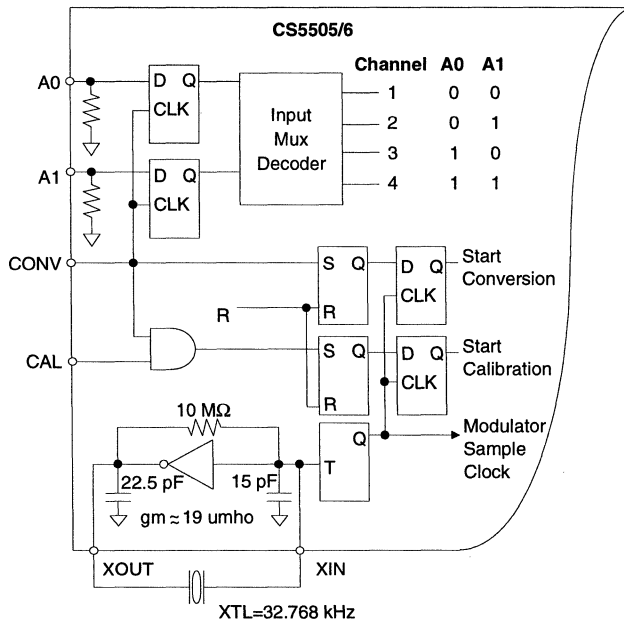 CS5505/6
Channel A0 A1
A0
D Q
CLK
Input
Mux
Decoder
1 0 0
2 0 1
3 1 0
4 1 1
A1
D Q
CLK
CONV
S Q
R
D Q
CLK
Start
Conversion
R
CAL
S Q
R
D Q
CLK
Start
Calibration
10 MΩ
22.5 pF
15 pF
gm ≈ 19 umho
T
Q
Modulator
Sample
Clock
XOUT
XIN
XTL=32.768 kHz